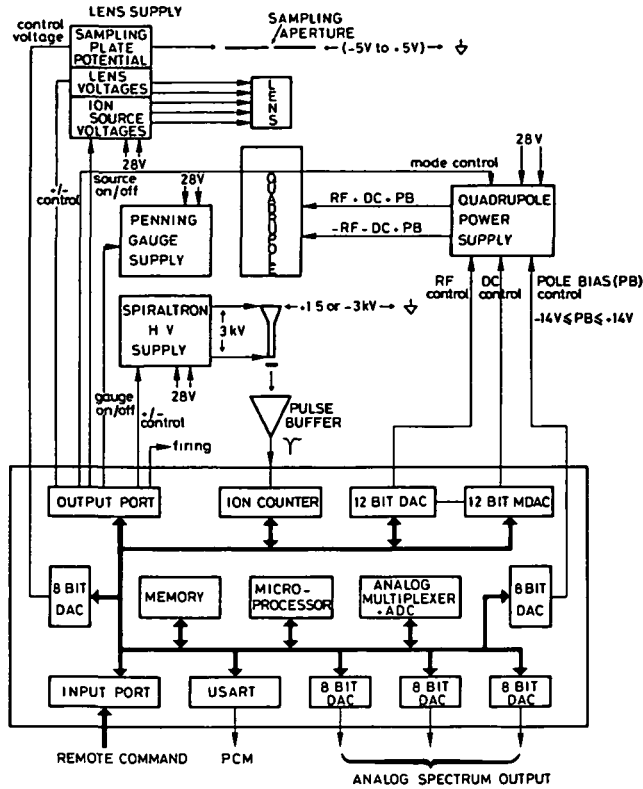 LENS SUPPLY
control
voltage
SAMPLING
PLATE
POTENTIAL
SAMPLING
APERTURE
(-5V to +5V)
LENS
VOLTAGES
ION
SOURCE
VOLTAGES
LENS
28V
+/-
control
source
on/off
28V
PENNING
GAUGE
SUPPLY
QUADRUPOLE
RF + DC + PB
-RF - DC + PB
mode control
28V
QUADRUPOLE
POWER
SUPPLY
RF
control
DC
control
POLE BIAS (PB)
control
-14V ≤ PB ≤ +14V
SPIRALTRON
H V
SUPPLY
3 kV
+1 5 or -3 kV
28V
gauge
on/off
+/-
control
firing
PULSE
BUFFER
OUTPUT PORT
ION COUNTER
12 BIT DAC
12 BIT MDAC
8 BIT
DAC
MEMORY
MICRO-
PROCESSOR
ANALOG
MULTIPLEXER
+ ADC
8 BIT
DAC
INPUT PORT
USART
8 BIT
DAC
8 BIT
DAC
8 BIT
DAC
REMOTE COMMAND
PCM
ANALOG SPECTRUM OUTPUT